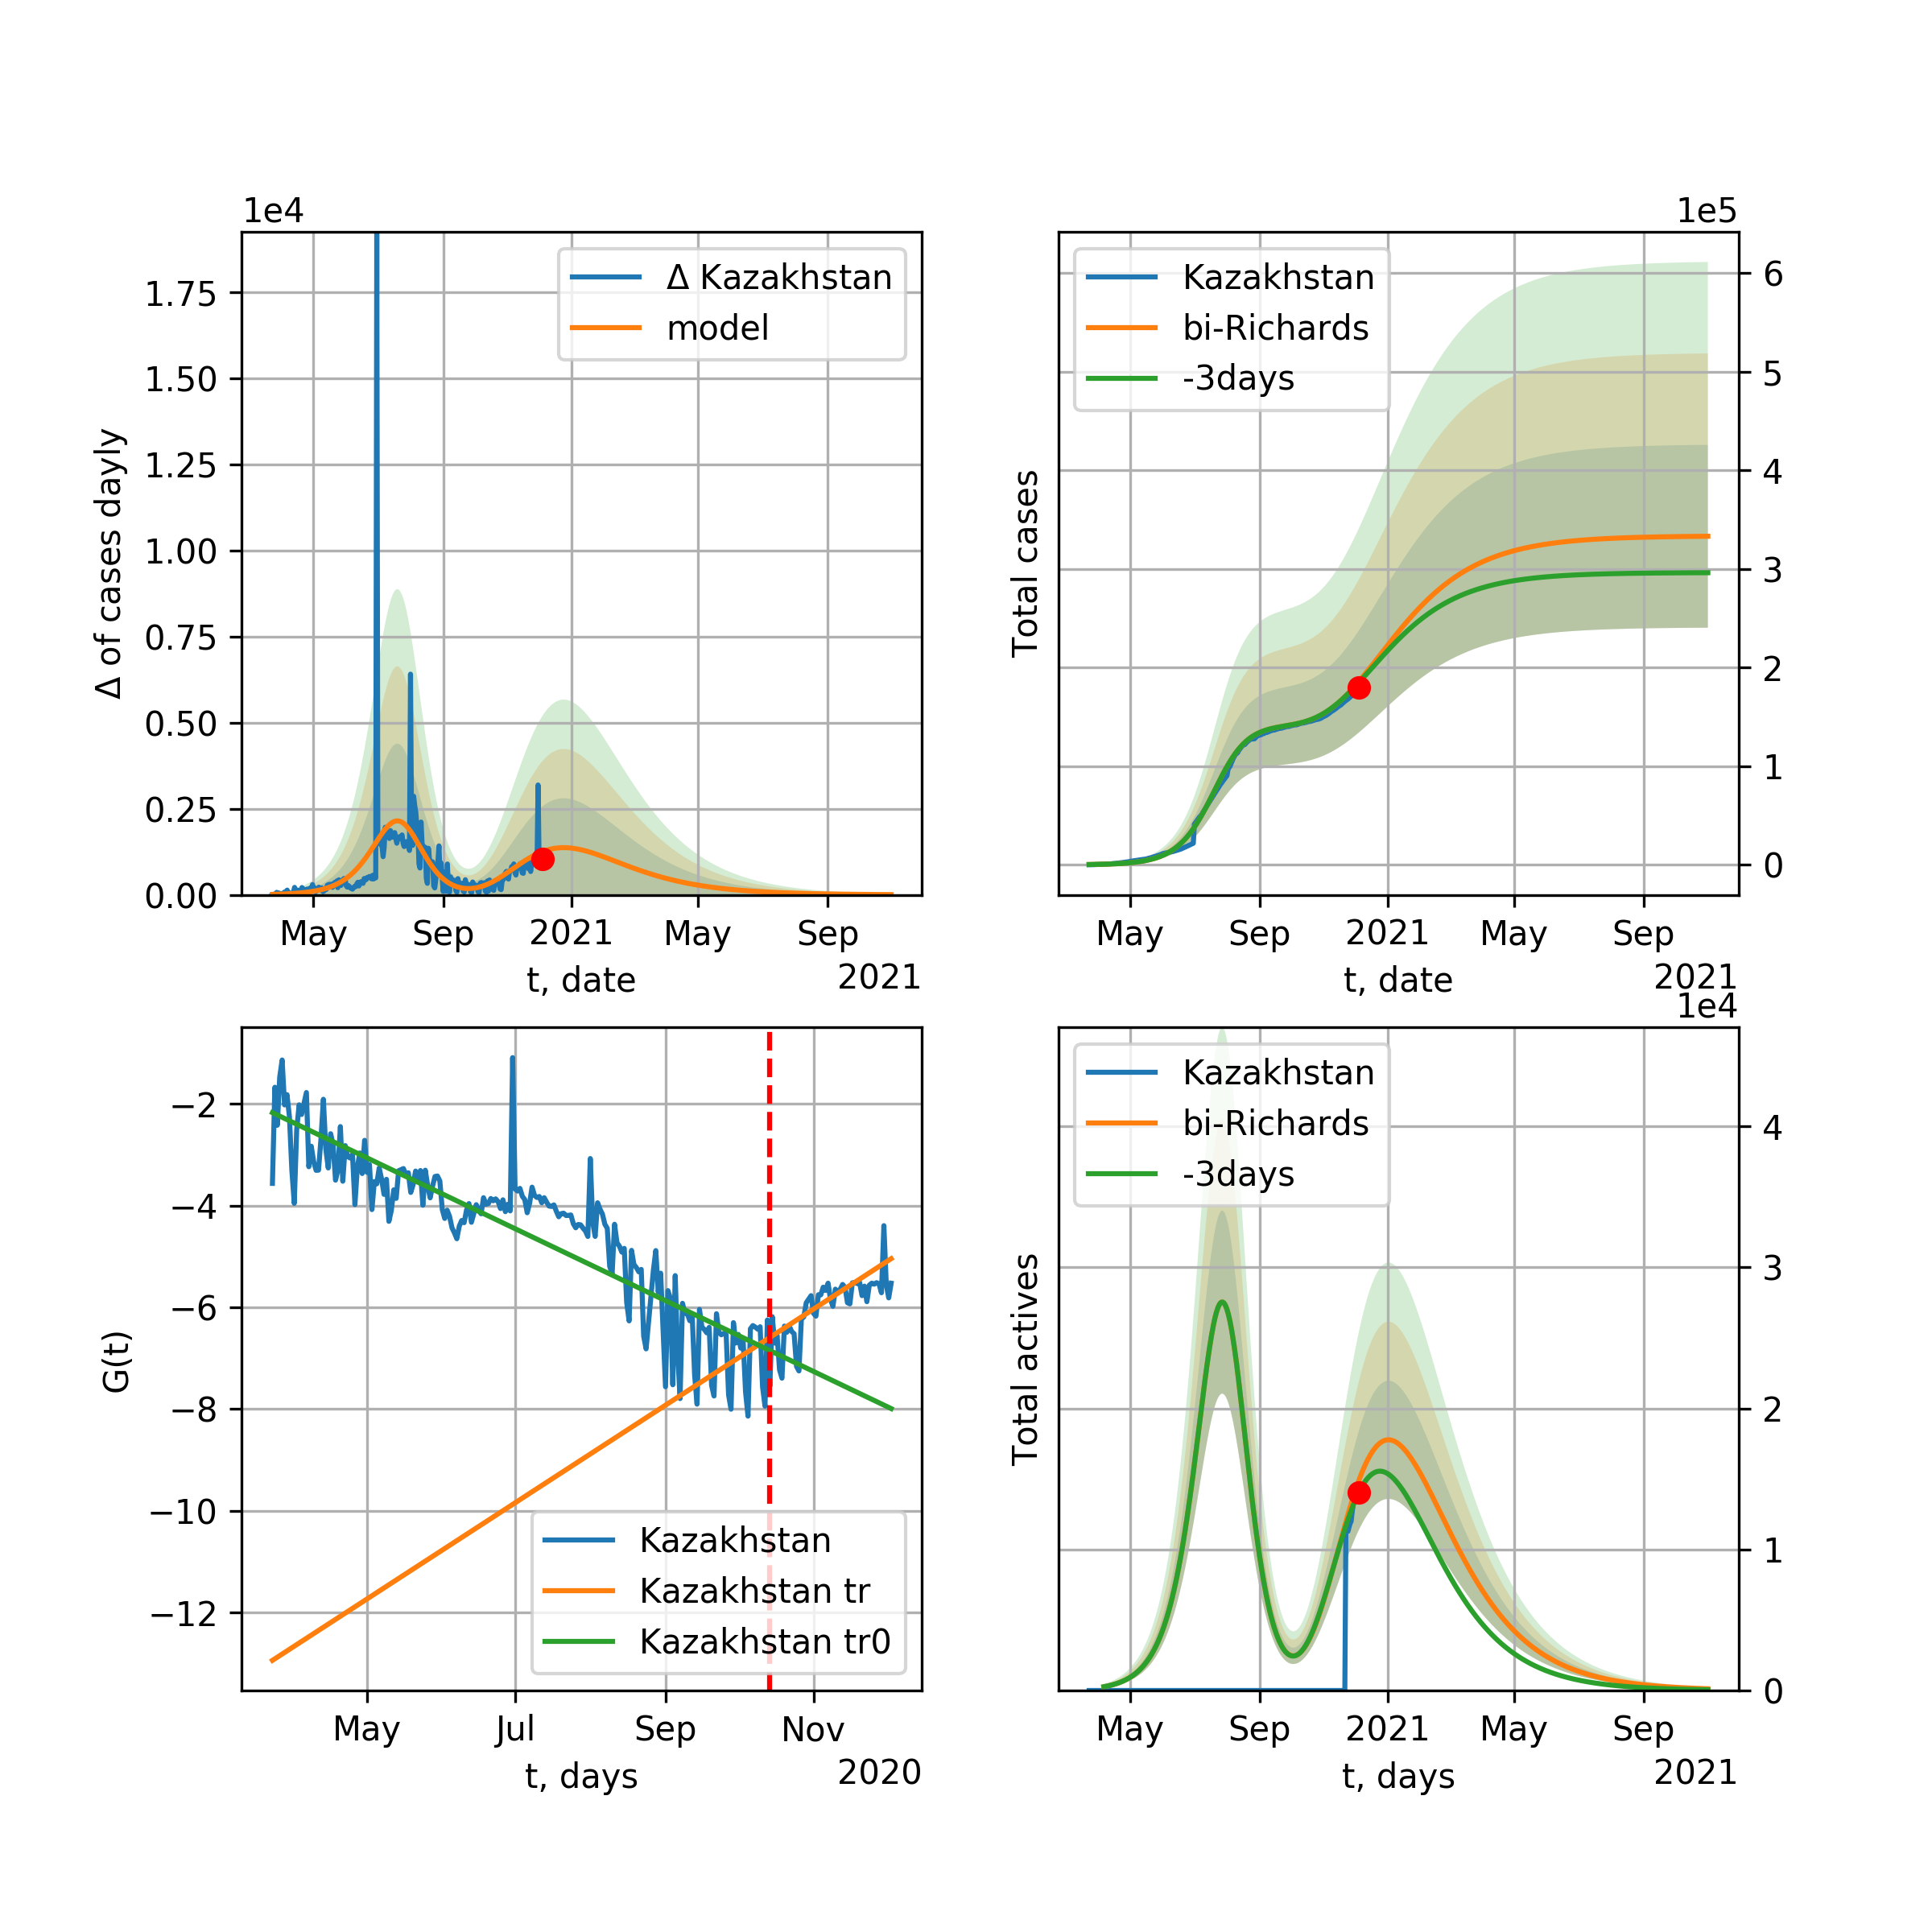 1e4
Δ of cases dayly
1.75
1.50
1.25
1.00
0.75
0.50
0.25
0.00
Δ Kazakhstan
model
May Sep 2021 May Sep
2021
t, date
1e5
Total cases
Kazakhstan
bi-Richards
-3days
6
5
4
3
2
1
0
May Sep 2021 May Sep
2021
t, date
G(t)
−2
−4
−6
−8
−10
−12
Kazakhstan
Kazakhstan tr
Kazakhstan tr0
May Jul Sep Nov
2020
t, days
1e4
Total actives
Kazakhstan
bi-Richards
-3days
4
3
2
1
0
May Sep 2021 May Sep
2021
t, days